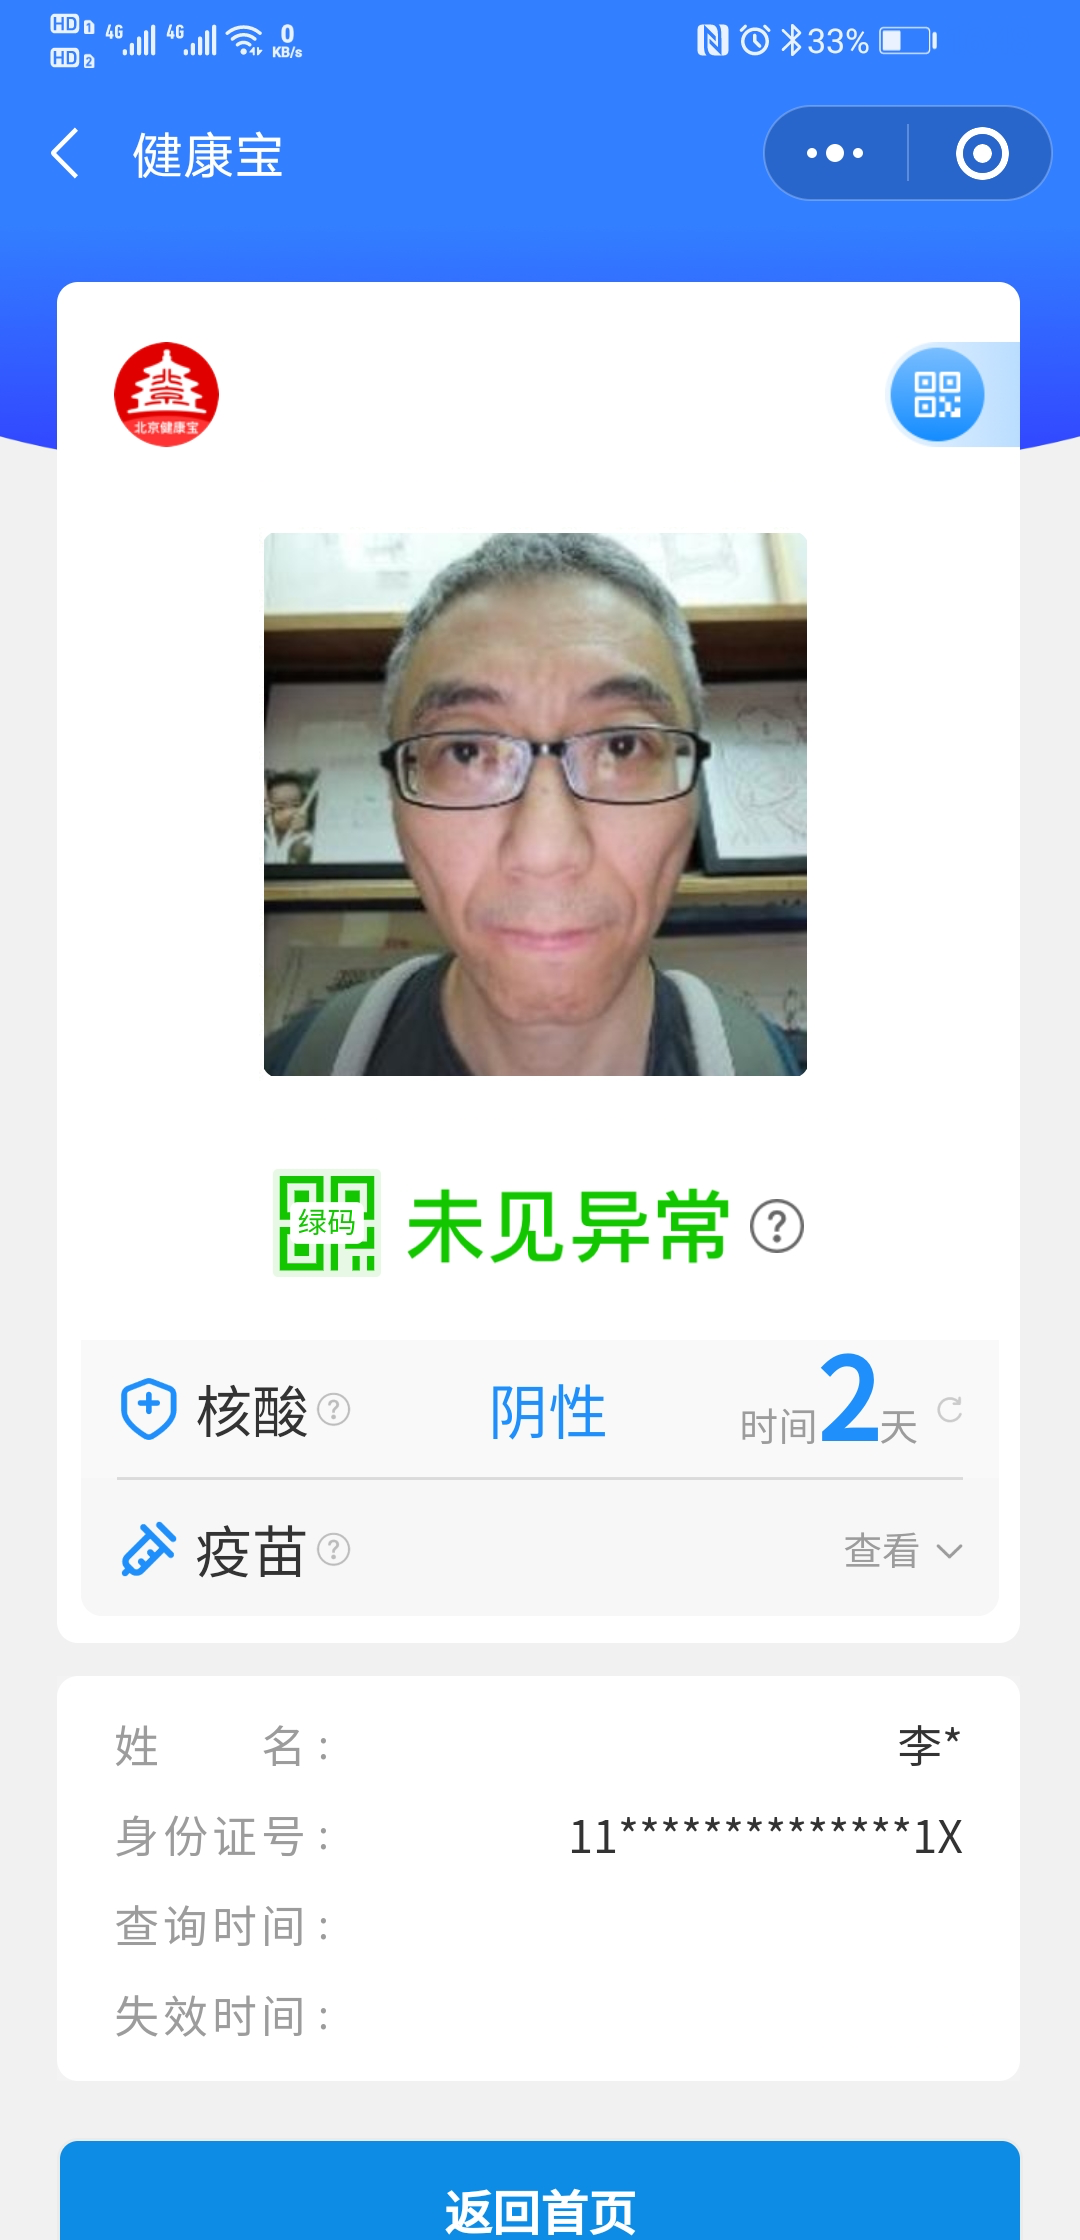 HD 1 4G 4G 0 KB/s 33%
HD 2
健康宝
北京健康宝
绿码 未见异常 ?
核酸 ? 阴性 时间2天
疫苗 ? 查看
姓名： 李*
身份证号： 11**************1X
查询时间：
失效时间：
返回首页